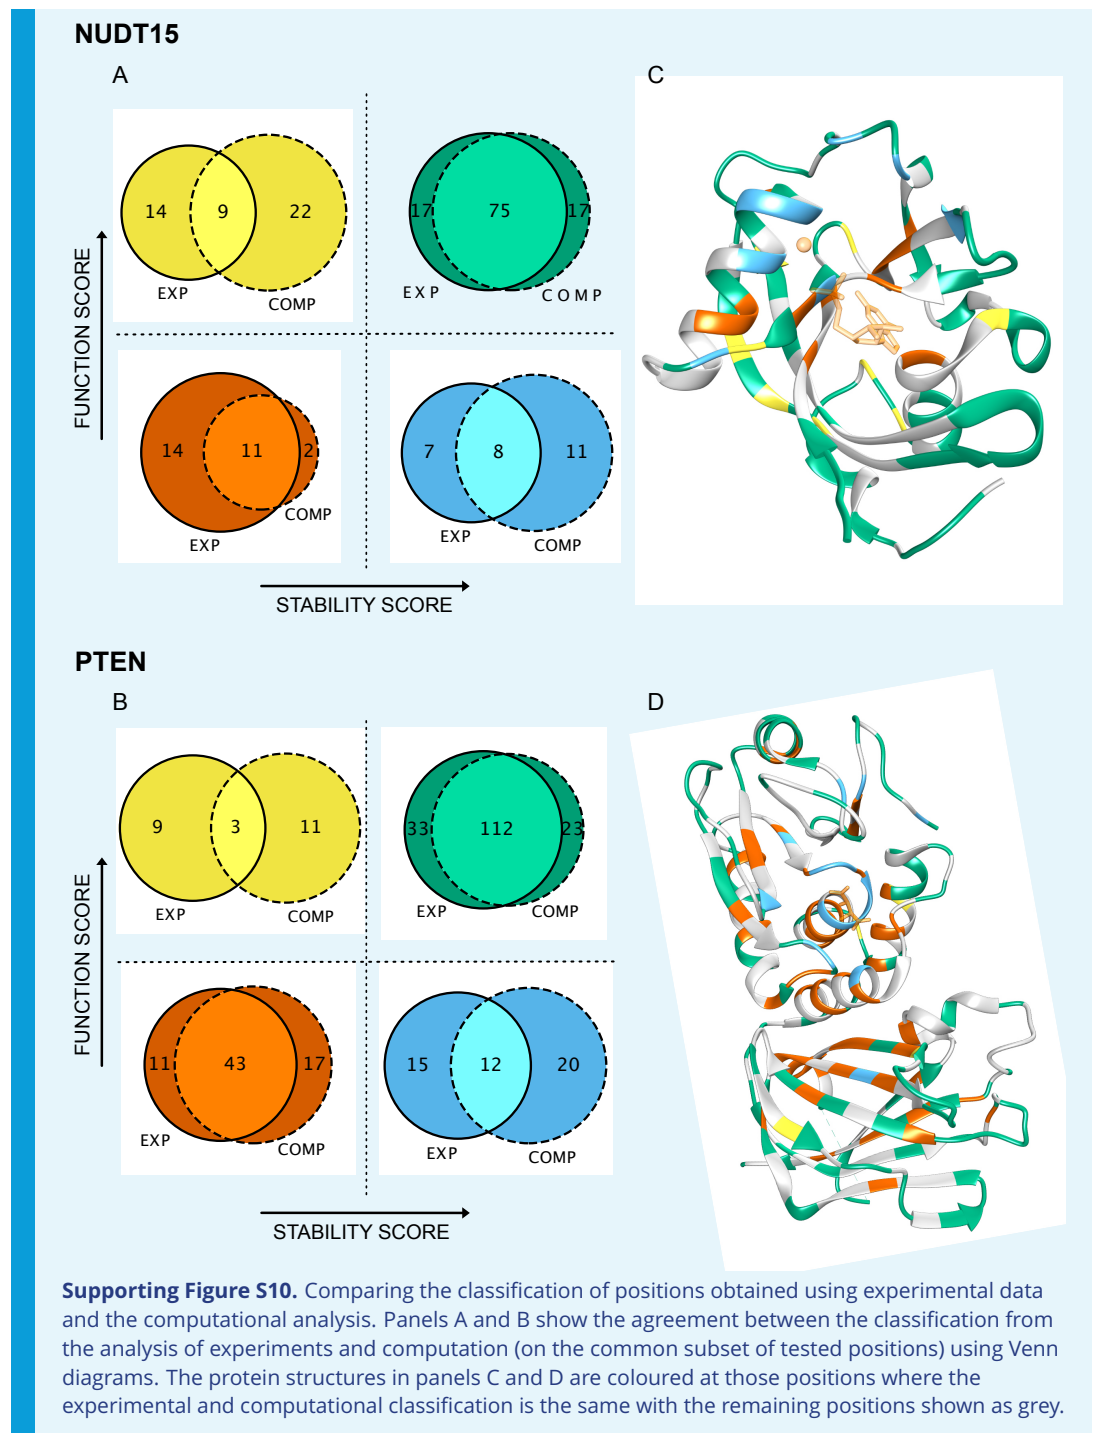 NUDT15
A
C
14 9 22
EXP
COMP
17 75 17
EXP
COMP
FUNCTION SCORE
14 11 2
COMP
EXP
7 8 11
EXP
COMP
STABILITY SCORE
PTEN
B
D
9 3 11
EXP
COMP
33 112 23
EXP
COMP
FUNCTION SCORE
11 43 17
EXP
COMP
15 12 20
EXP
COMP
STABILITY SCORE
Supporting Figure S10. Comparing the classification of positions obtained using experimental data
and the computational analysis. Panels A and B show the agreement between the classification from
the analysis of experiments and computation (on the common subset of tested positions) using Venn
diagrams. The protein structures in panels C and D are coloured at those positions where the
experimental and computational classification is the same with the remaining positions shown as grey.